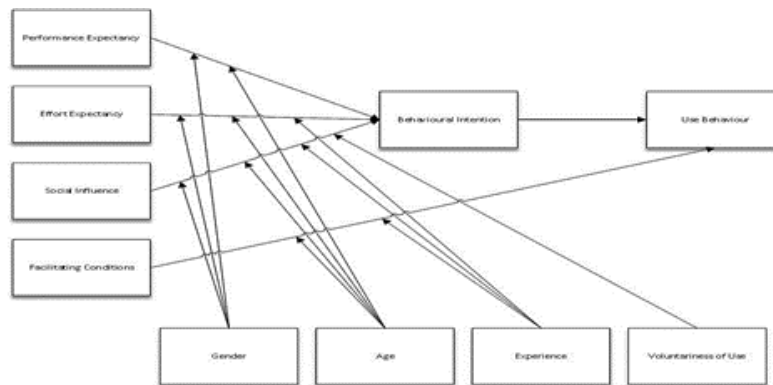 Performance Expectancy
Effort Expectancy
Behavioural Intention
Use Behaviour
Social Influence
Facilitating Conditions
Gender
Age
Experience
Voluntariness of Use